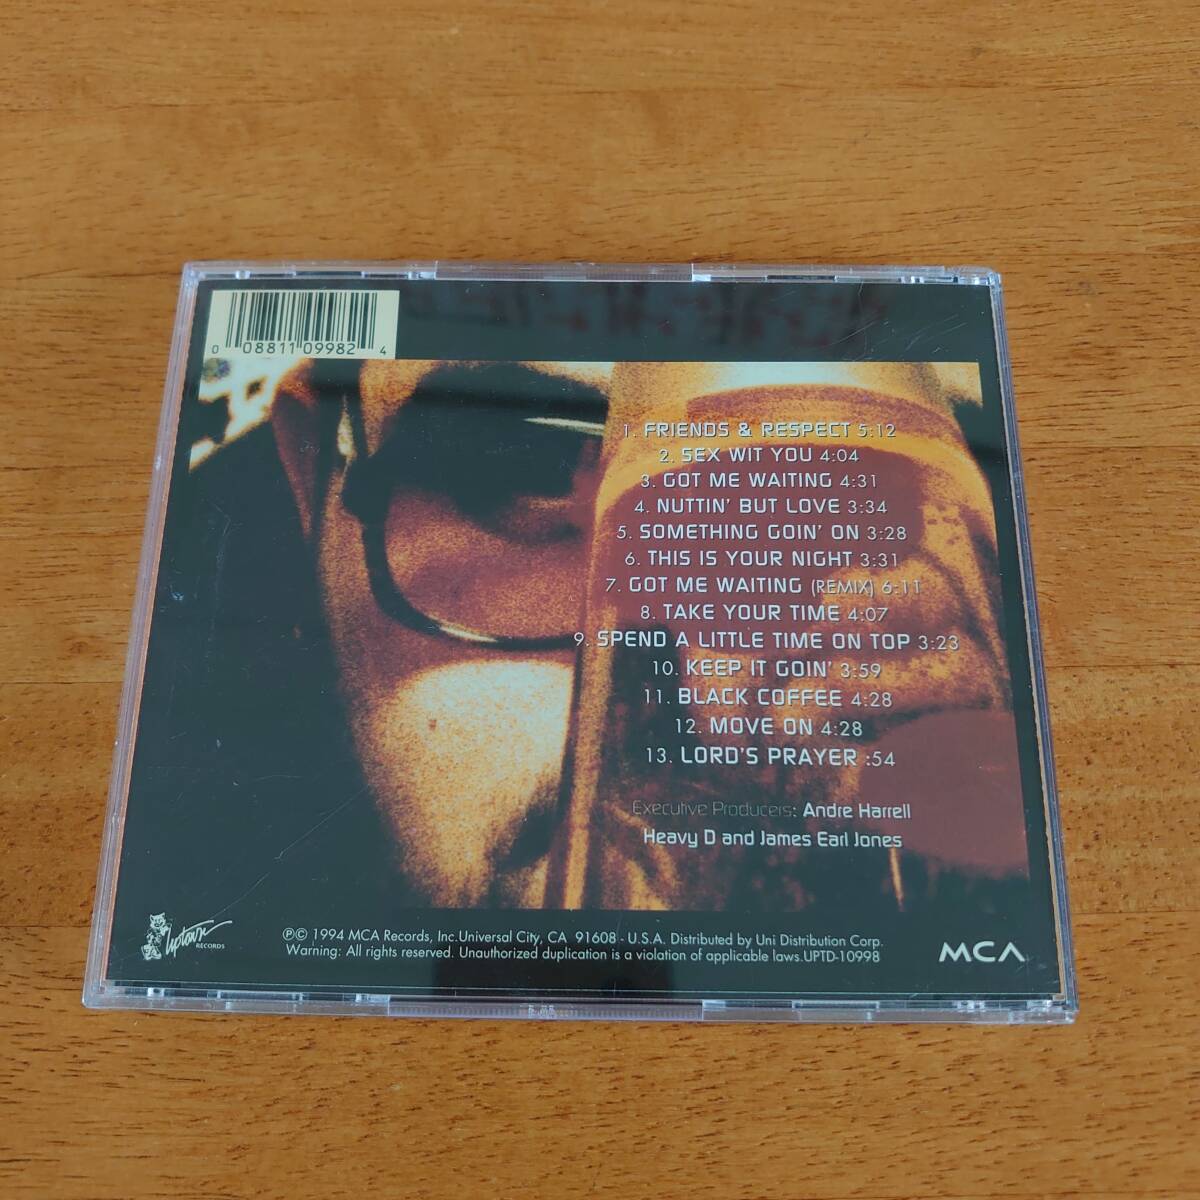 0 08811 09982 4
1. FRIENDS & RESPECT 5:12
2. SEX WIT YOU 4:04
3. GOT ME WAITING 4:31
4. NUTTIN' BUT LOVE 3:34
5. SOMETHING GOIN' ON 3:28
6. THIS IS YOUR NIGHT 3:31
7. GOT ME WAITING (REMIX) 6:11
8. TAKE YOUR TIME 4:07
9. SPEND A LITTLE TIME ON TOP 3:23
10. KEEP IT GOIN' 3:59
11. BLACK COFFEE 4:28
12. MOVE ON 4:28
13. LORD'S PRAYER :54
Executive Producers: Andre Harrell
Heavy D and James Earl Jones
Uptown
RECORDS
℗© 1994 MCA Records, Inc.Universal City, CA 91608 - U.S.A. Distributed by Uni Distribution Corp.
Warning: All rights reserved. Unauthorized duplication is a violation of applicable laws.UPTD-10998
MCA